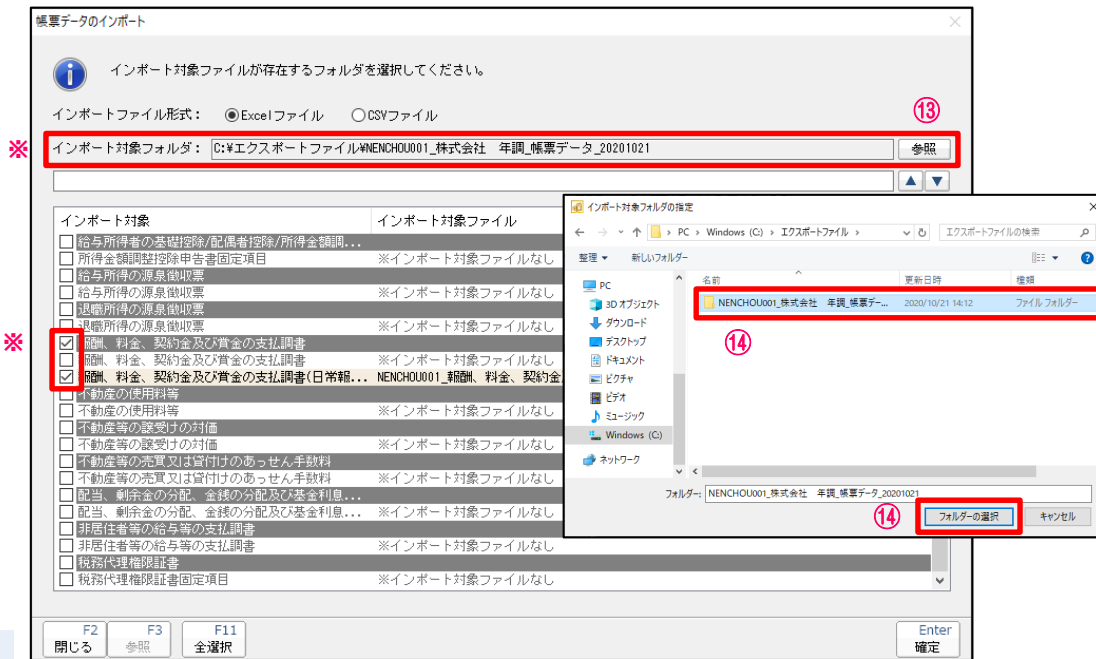 帳票データのインポート
インポート対象ファイルが存在するフォルダを選択してください。
インポートファイル形式： ◉Excelファイル ○CSVファイル
⑬
※
インポート対象フォルダ： C:¥エクスポートファイル¥NENCHOU001_株式会社　年調_帳票データ_20201021 参照
▲ ▼
インポート対象 インポート対象ファイル
給与所得者の基礎控除/配偶者控除/所得金額調...
所得金額調整控除申告書固定項目 ※インポート対象ファイルなし
給与所得の源泉徴収票
給与所得の源泉徴収票 ※インポート対象ファイルなし
退職所得の源泉徴収票
退職所得の源泉徴収票 ※インポート対象ファイルなし
※
報酬、料金、契約金及び賞金の支払調書
報酬、料金、契約金及び賞金の支払調書 ※インポート対象ファイルなし
報酬、料金、契約金及び賞金の支払調書(日常報... NENCHOU001_報酬、料金、契約金
不動産の使用料等
不動産の使用料等 ※インポート対象ファイルなし
不動産等の譲受けの対価
不動産等の譲受けの対価 ※インポート対象ファイルなし
不動産等の売買又は貸付けのあっせん手数料
不動産等の売買又は貸付けのあっせん手数料 ※インポート対象ファイルなし
配当、剰余金の分配、金銭の分配及び基金利息...
配当、剰余金の分配、金銭の分配及び基金利息... ※インポート対象ファイルなし
非居住者等の給与等の支払調書
非居住者等の給与等の支払調書 ※インポート対象ファイルなし
税務代理権限証書
税務代理権限証書固定項目 ※インポート対象ファイルなし
F2 閉じる
F3 参照
F11 全選択
Enter 確定
インポート対象フォルダの指定
PC › Windows (C:) › エクスポートファイル ›
エクスポートファイルの検索
整理 新しいフォルダー
名前 更新日時 種類
NENCHOU001_株式会社　年調_帳票デー... 2020/10/21 14:12 ファイル フォルダー
⑭
PC
3D オブジェクト
ダウンロード
デスクトップ
ドキュメント
ピクチャ
ビデオ
ミュージック
Windows (C:)
ネットワーク
フォルダー: NENCHOU001_株式会社　年調_帳票データ_20201021
⑭
フォルダーの選択 キャンセル